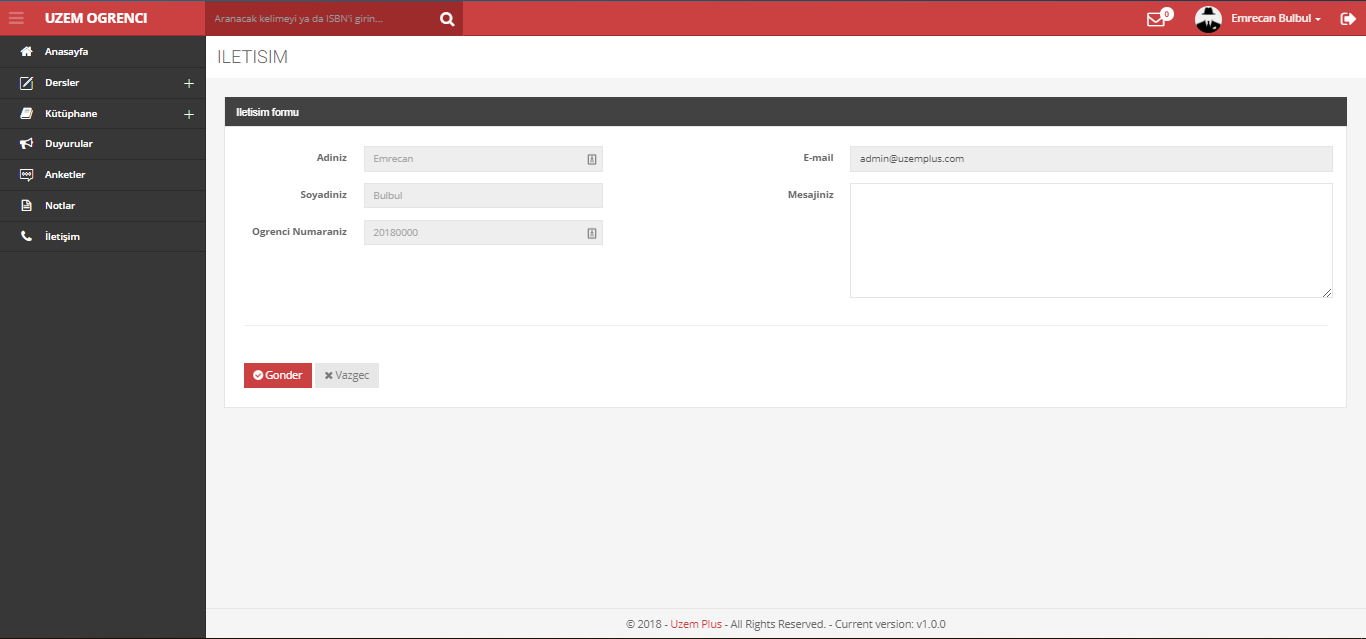 UZEM OGRENCI
Aranacak kelimeyi ya da ISBN'i girin...
0
Emrecan Bulbul
Anasayfa
Dersler
Kütüphane
Duyurular
Anketler
Notlar
İletişim
ILETISIM
Iletisim formu
Adiniz
Emrecan
Soyadiniz
Bulbul
Ogrenci Numaraniz
20180000
E-mail
admin@uzemplus.com
Mesajiniz
Gonder
Vazgec
© 2018 - Uzem Plus - All Rights Reserved. - Current version: v1.0.0